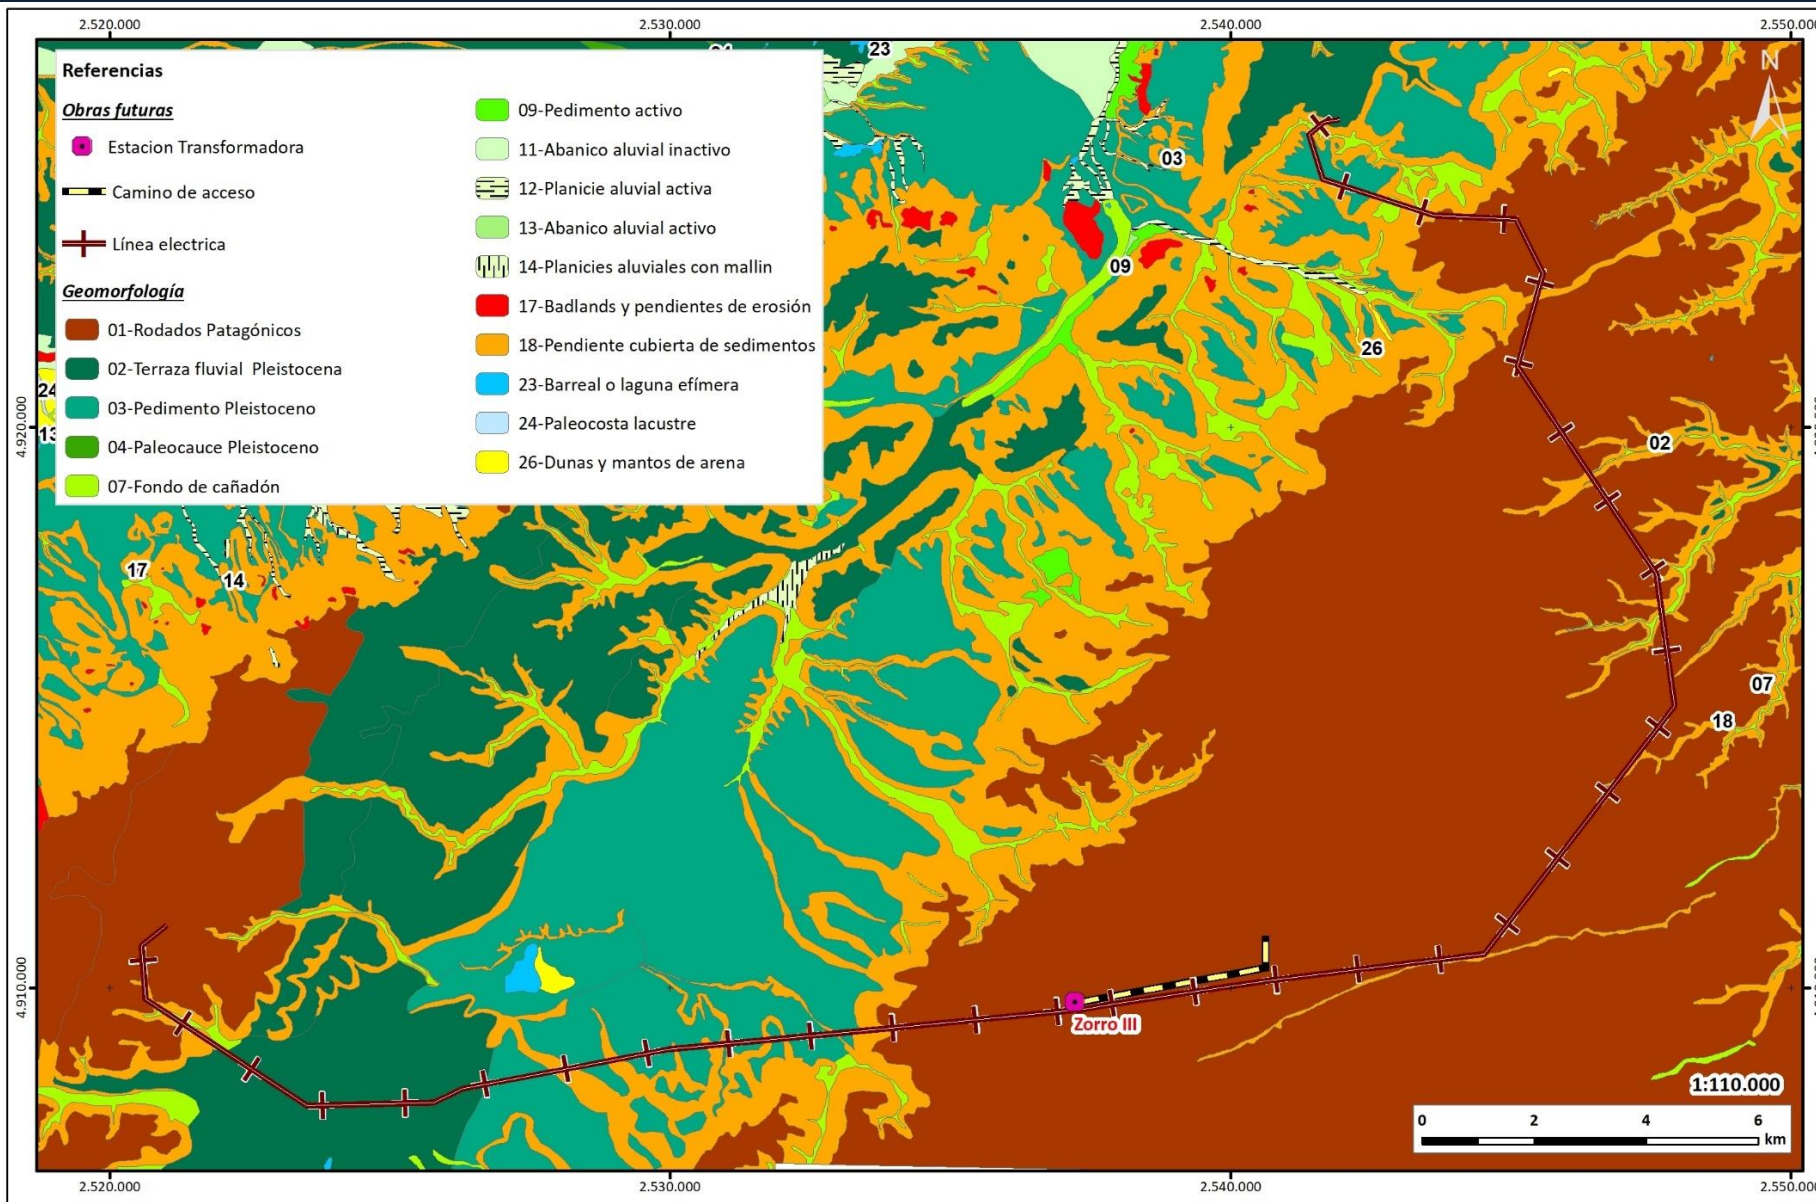 2.520.000
2.530.000
2.540.000
2.550.000
Referencias
Obras futuras
Estacion Transformadora
Camino de acceso
Línea electrica
Geomorfología
01-Rodados Patagónicos
02-Terraza fluvial Pleistocena
03-Pedimento Pleistoceno
04-Paleocauce Pleistoceno
07-Fondo de cañadón
09-Pedimento activo
11-Abanico aluvial inactivo
12-Planicie aluvial activa
13-Abanico aluvial activo
14-Planicies aluviales con mallin
17-Badlands y pendientes de erosión
18-Pendiente cubierta de sedimentos
23-Barreal o laguna efímera
24-Paleocosta lacustre
26-Dunas y mantos de arena
23
N
03
09
26
24
13
4.920.000
02
17
14
07
18
4.910.000
Zorro III
1:110.000
0 2 4 6
km
2.520.000
2.530.000
2.540.000
2.550.000